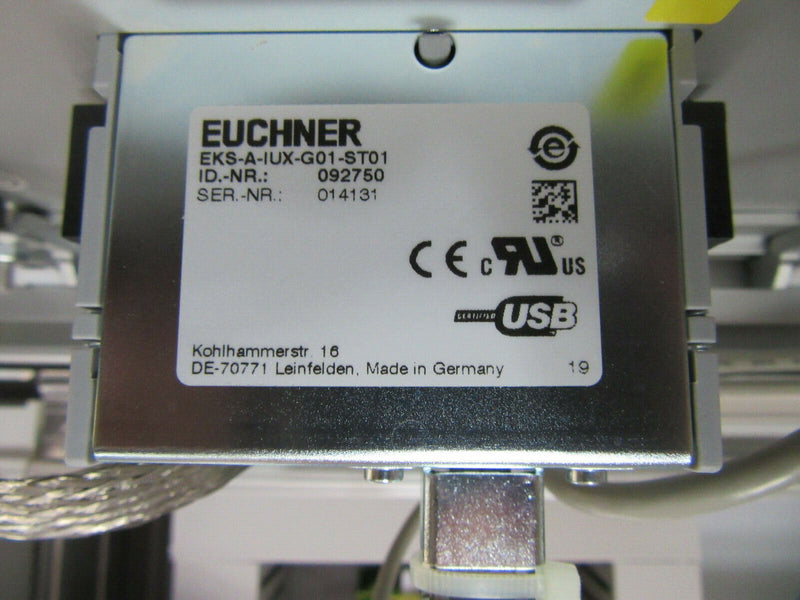 EUCHNER
EKS-A-IUX-G01-ST01
ID.-NR.: 092750
SER.-NR.: 014131
e
CE c RU® US
CERTIFIED USB
Kohlhammerstr. 16
DE-70771 Leinfelden, Made in Germany 19